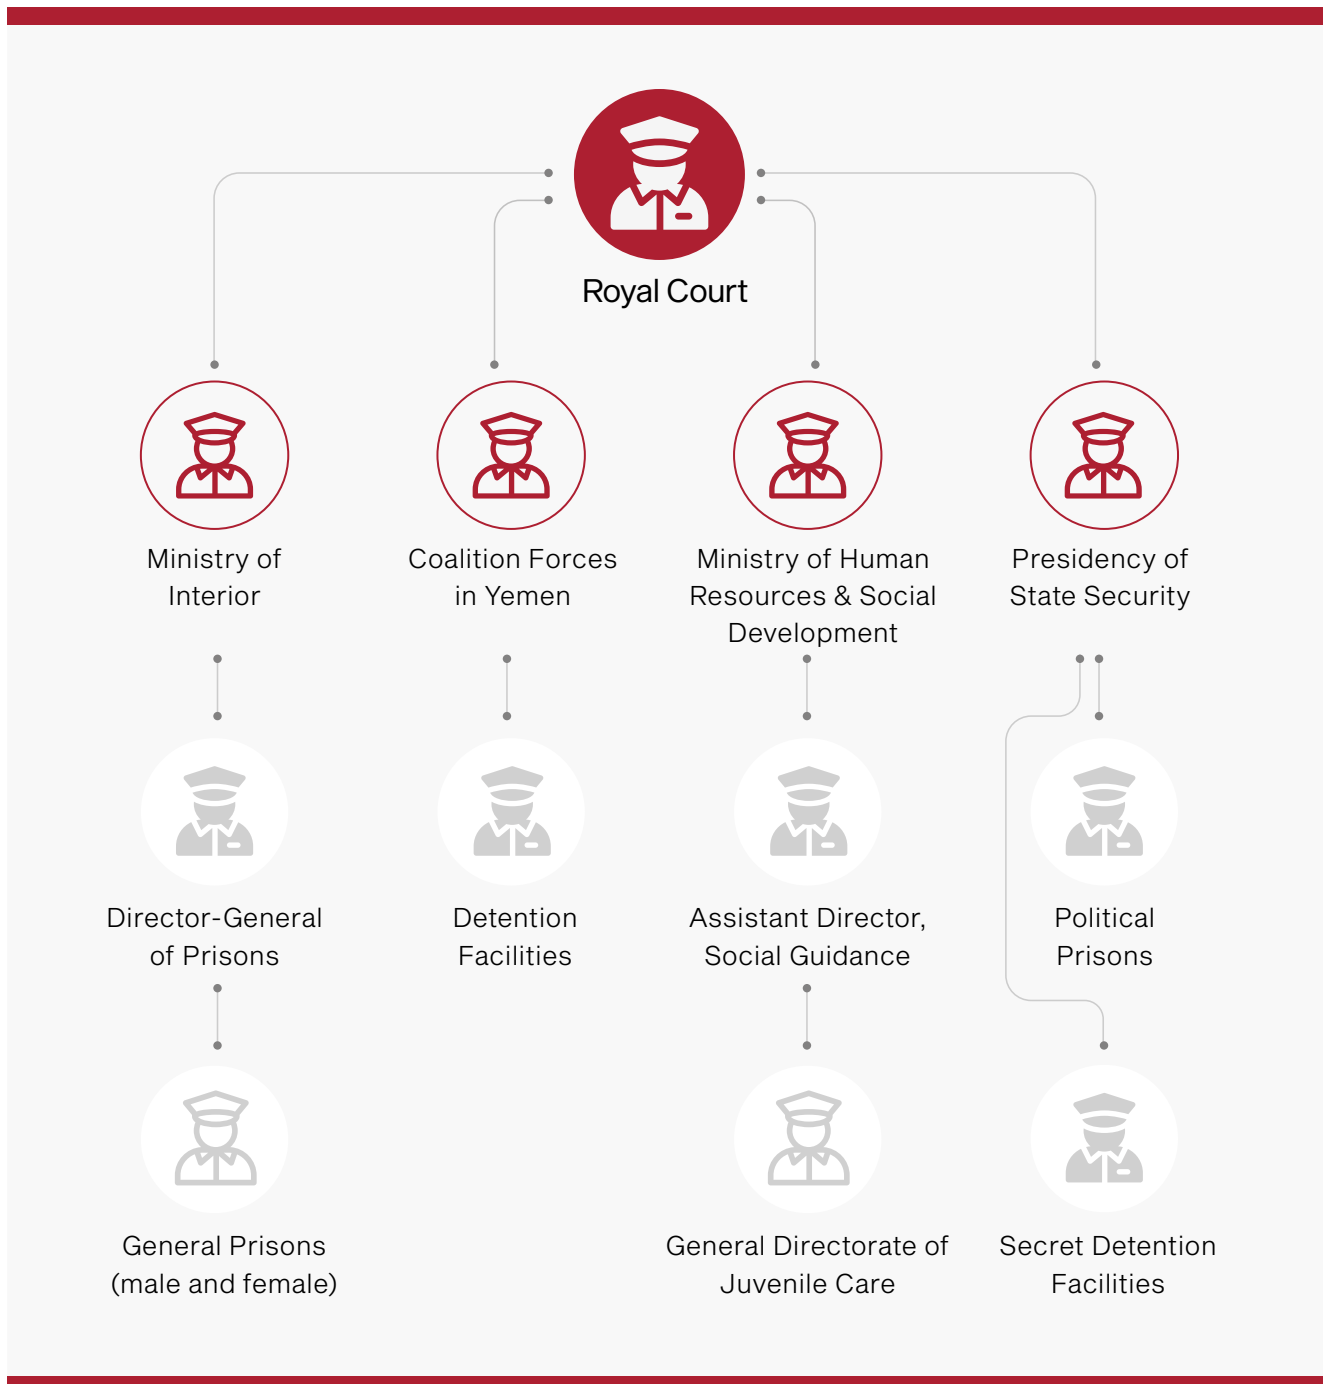 Royal Court
Ministry of
Interior
Coalition Forces
in Yemen
Ministry of Human
Resources & Social
Development
Presidency of
State Security
Director-General
of Prisons
Detention
Facilities
Assistant Director,
Social Guidance
Political
Prisons
General Prisons
(male and female)
General Directorate of
Juvenile Care
Secret Detention
Facilities